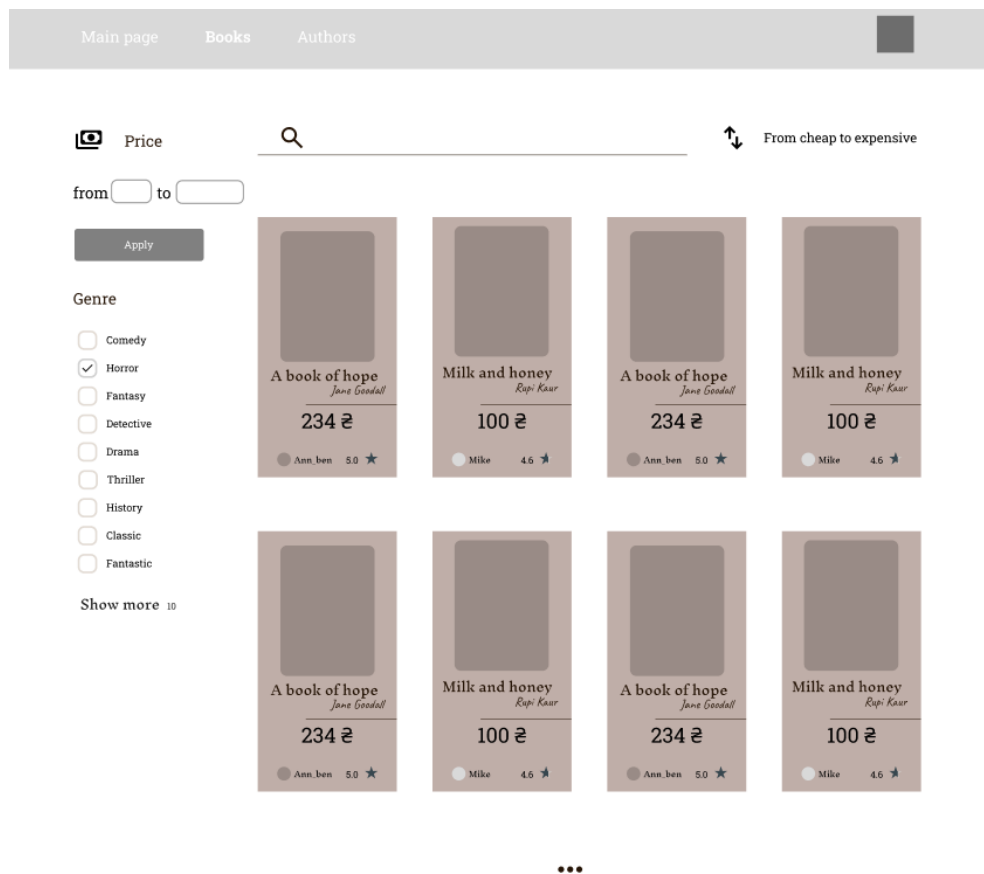 Main page Books Authors
Price
From cheap to expensive
from to
Apply
Genre
Comedy
Horror
Fantasy
Detective
Drama
Thriller
History
Classic
Fantastic
Show more 10
A book of hope
Jane Goodall
234 ₴
Ann_ben 5.0
Milk and honey
Rupi Kaur
100 ₴
Mike 4.6
A book of hope
Jane Goodall
234 ₴
Ann_ben 5.0
Milk and honey
Rupi Kaur
100 ₴
Mike 4.6
A book of hope
Jane Goodall
234 ₴
Ann_ben 5.0
Milk and honey
Rupi Kaur
100 ₴
Mike 4.6
A book of hope
Jane Goodall
234 ₴
Ann_ben 5.0
Milk and honey
Rupi Kaur
100 ₴
Mike 4.6